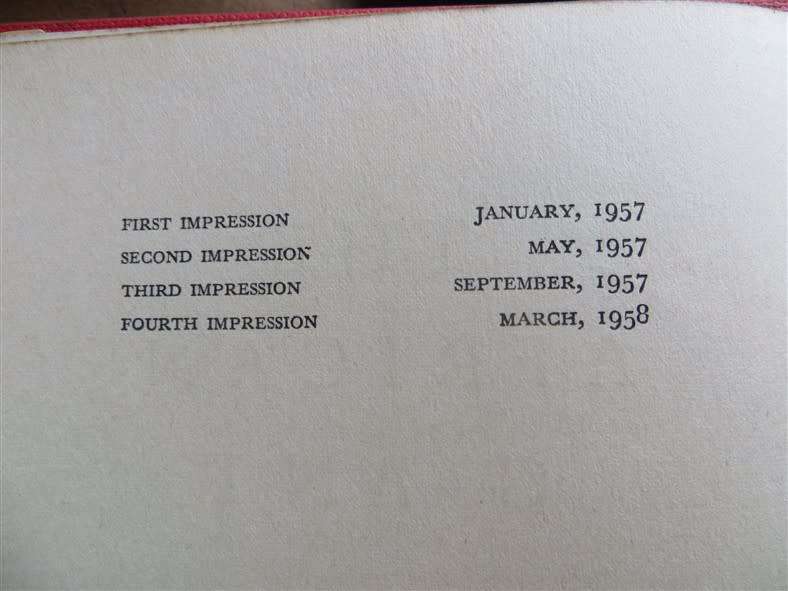 FIRST IMPRESSION JANUARY, 1957
SECOND IMPRESSION MAY, 1957
THIRD IMPRESSION SEPTEMBER, 1957
FOURTH IMPRESSION MARCH, 1958